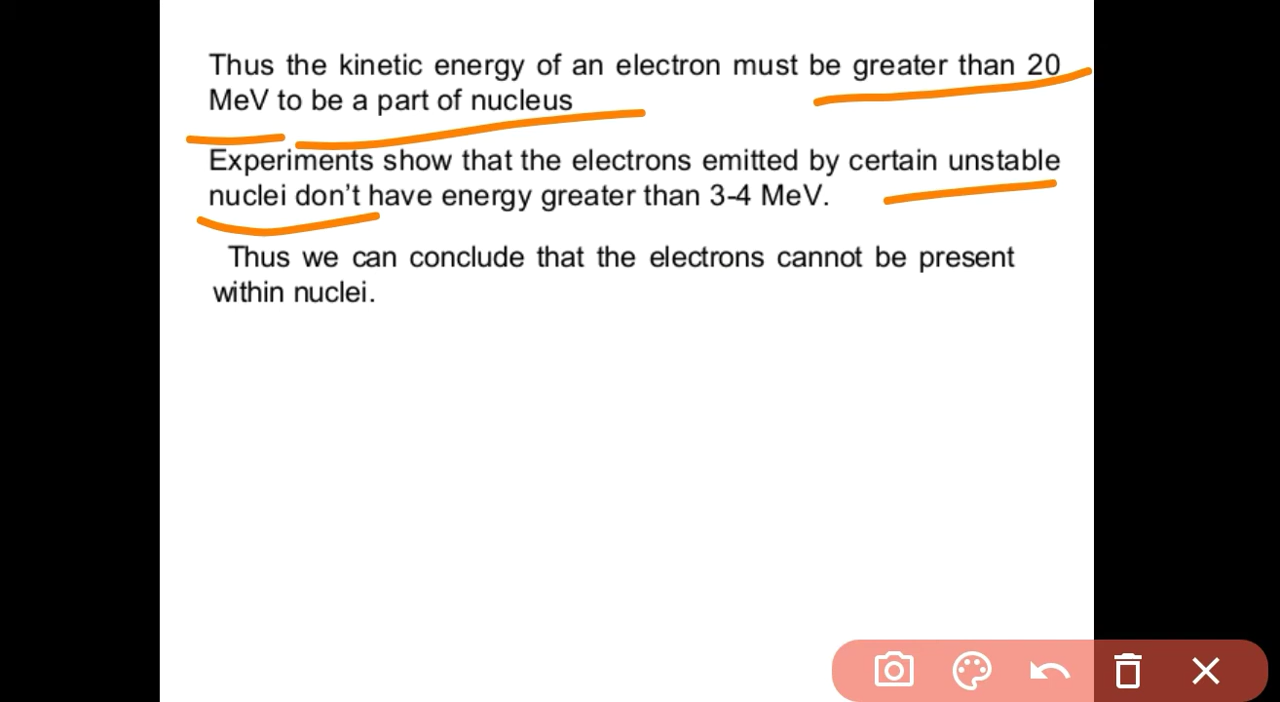 Thus the kinetic energy of an electron must be greater than 20
MeV to be a part of nucleus
Experiments show that the electrons emitted by certain unstable
nuclei don’t have energy greater than 3-4 MeV.
Thus we can conclude that the electrons cannot be present
within nuclei.